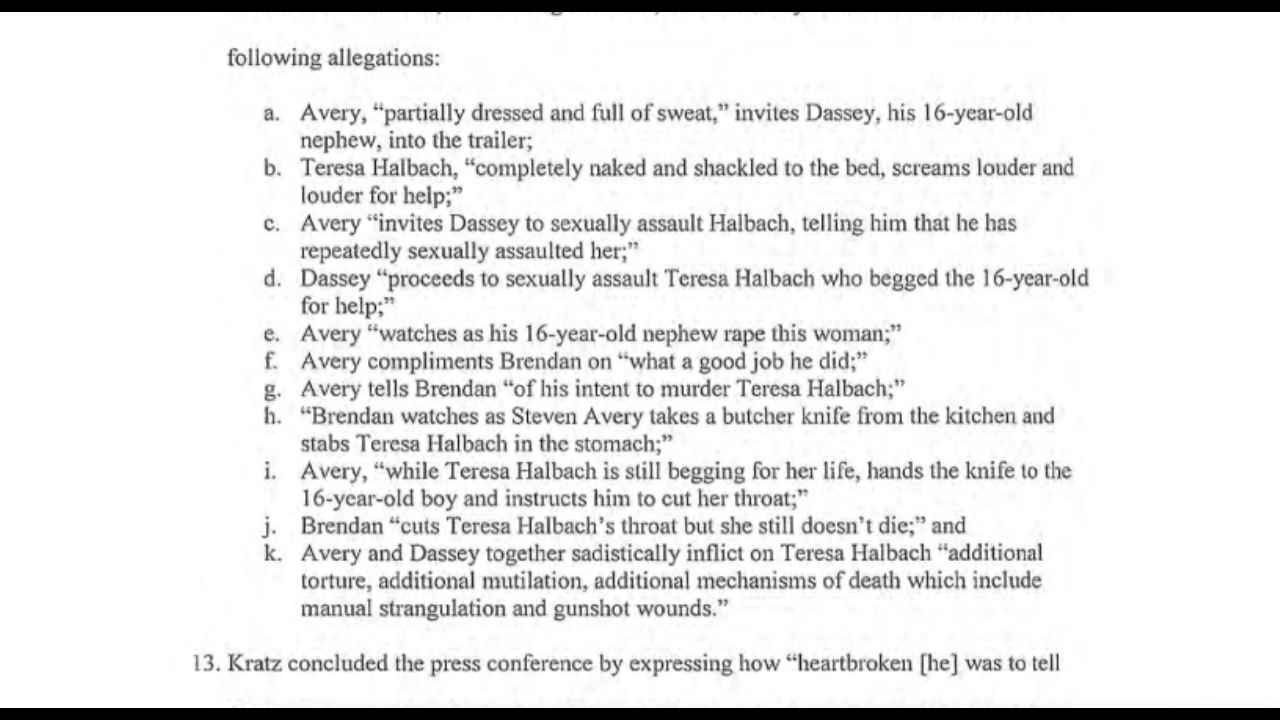 following allegations:
a. Avery, “partially dressed and full of sweat,” invites Dassey, his 16-year-old
nephew, into the trailer;
b. Teresa Halbach, “completely naked and shackled to the bed, screams louder and
louder for help;”
c. Avery “invites Dassey to sexually assault Halbach, telling him that he has
repeatedly sexually assaulted her;”
d. Dassey “proceeds to sexually assault Teresa Halbach who begged the 16-year-old
for help;”
e. Avery “watches as his 16-year-old nephew rape this woman;”
f. Avery compliments Brendan on “what a good job he did;”
g. Avery tells Brendan “of his intent to murder Teresa Halbach;”
h. “Brendan watches as Steven Avery takes a butcher knife from the kitchen and
stabs Teresa Halbach in the stomach;”
i. Avery, “while Teresa Halbach is still begging for her life, hands the knife to the
16-year-old boy and instructs him to cut her throat;”
j. Brendan “cuts Teresa Halbach’s throat but she still doesn’t die;” and
k. Avery and Dassey together sadistically inflict on Teresa Halbach “additional
torture, additional mutilation, additional mechanisms of death which include
manual strangulation and gunshot wounds.”
13. Kratz concluded the press conference by expressing how “heartbroken [he] was to tell